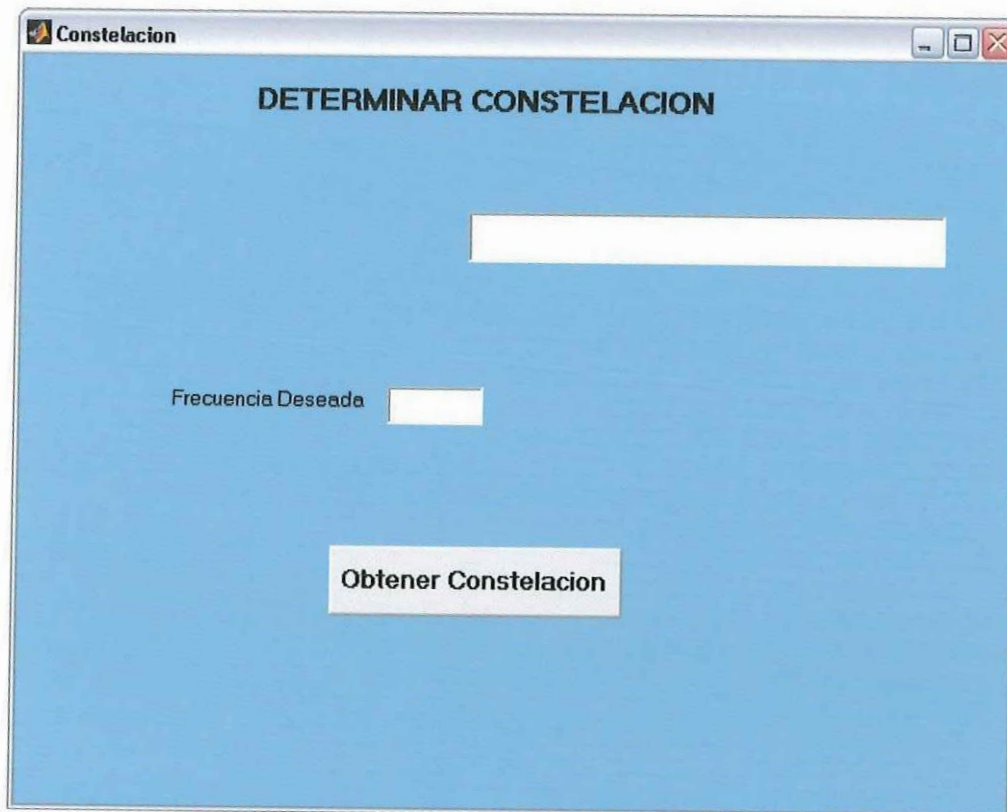 Constelacion
DETERMINAR CONSTELACION
Frecuencia Deseada
Obtener Constelacion